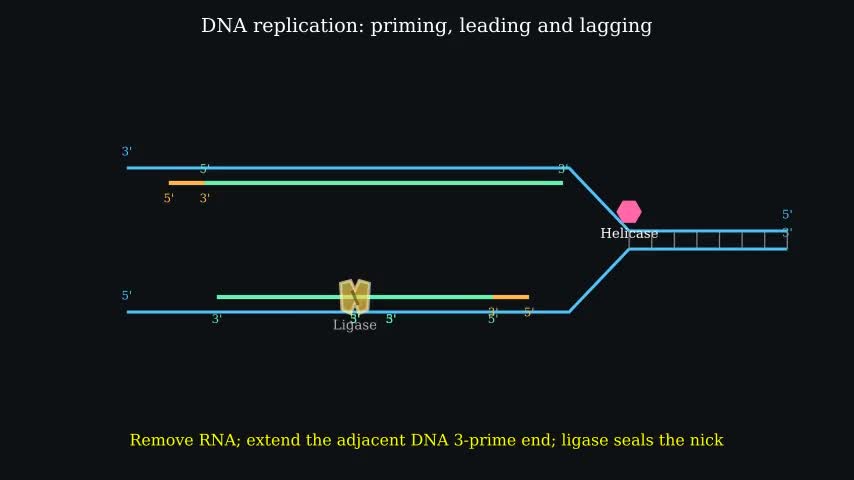 DNA replication: priming, leading and lagging
3'
5' 3'
5' 3'
5'
3'
Helicase
5'
3' 3' 3' 5' 5'
Ligase
Remove RNA; extend the adjacent DNA 3-prime end; ligase seals the nick